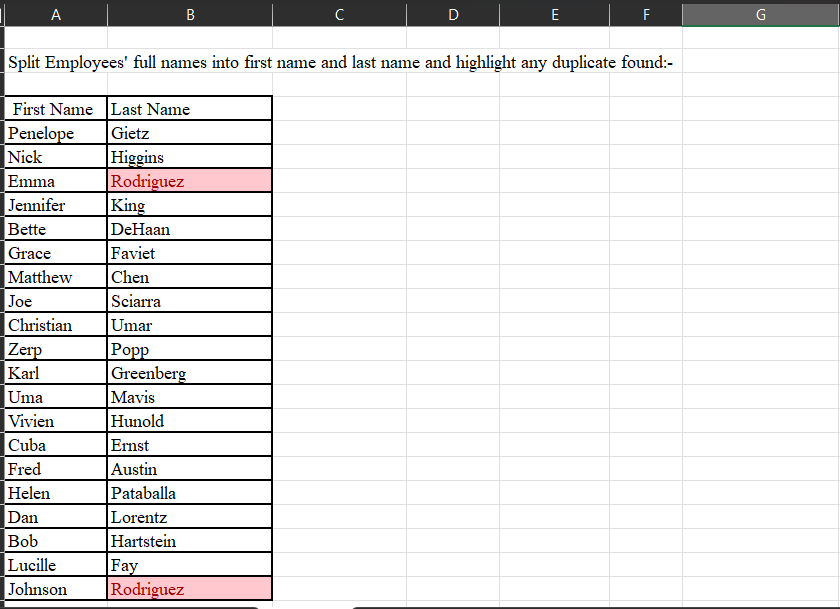 A B C D E F G
Split Employees' full names into first name and last name and highlight any duplicate found:-
First Name Last Name
Penelope Gietz
Nick Higgins
Emma Rodriguez
Jennifer King
Bette DeHaan
Grace Faviet
Matthew Chen
Joe Sciarra
Christian Umar
Zerp Popp
Karl Greenberg
Uma Mavis
Vivien Hunold
Cuba Ernst
Fred Austin
Helen Pataballa
Dan Lorentz
Bob Hartstein
Lucille Fay
Johnson Rodriguez